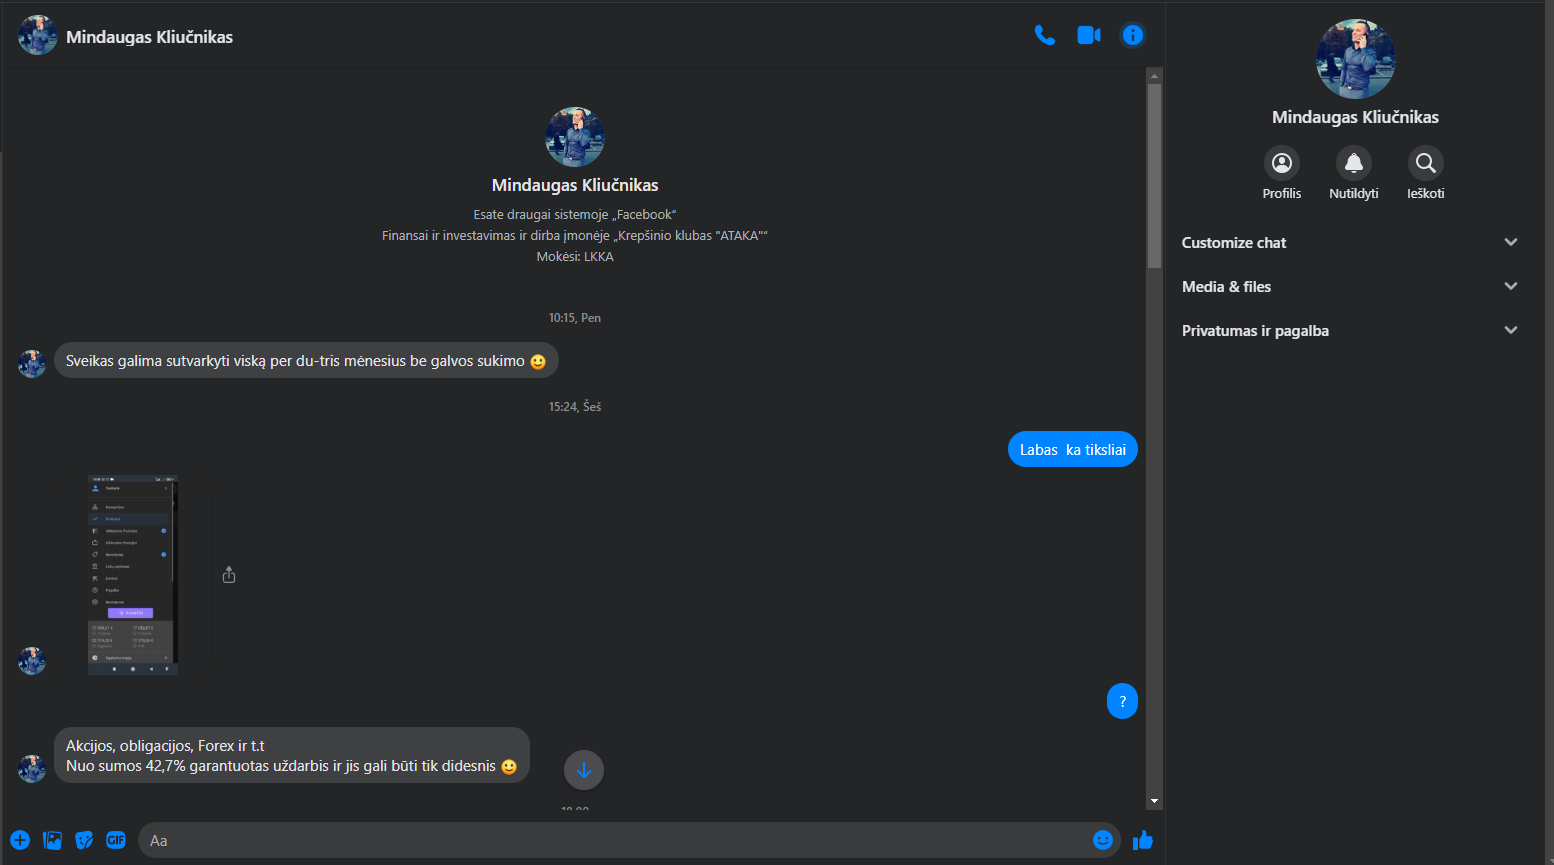 Mindaugas Kliučnikas
Mindaugas Kliučnikas
Esate draugai sistemoje „Facebook“
Finansai ir investavimas ir dirba įmonėje „Krepšinio klubas "ATAKA"“
Mokėsi: LKKA
10:15, Pen
Sveikas galima sutvarkyti viską per du-tris mėnesius be galvos sukimo
15:24, Šeš
Labas ka tiksliai
?
Akcijos, obligacijos, Forex ir t.t
Nuo sumos 42,7% garantuotas uždarbis ir jis gali būti tik didesnis
GIF
Aa
Mindaugas Kliučnikas
Profilis
Nutildyti
Ieškoti
Customize chat
Media & files
Privatumas ir pagalba